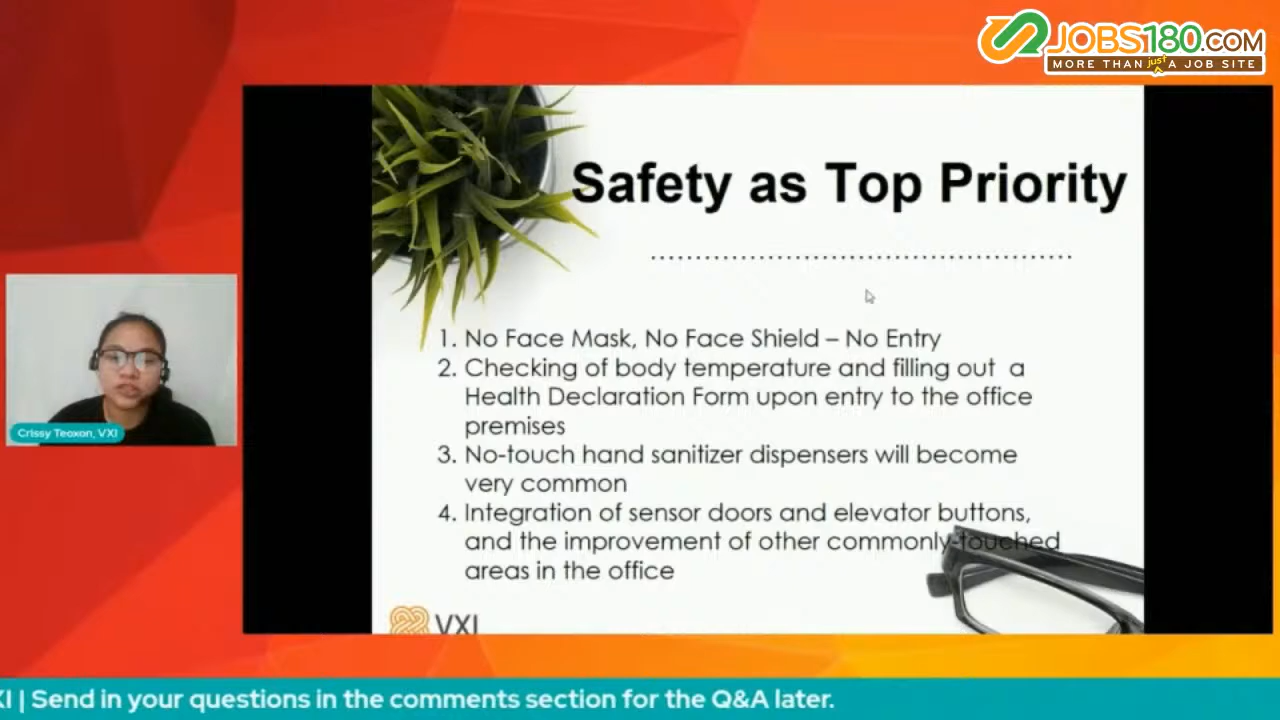 JOBS180.COM
MORE THAN just A JOB SITE
Safety as Top Priority
1. No Face Mask, No Face Shield – No Entry
2. Checking of body temperature and filling out a
Health Declaration Form upon entry to the office
premises
3. No-touch hand sanitizer dispensers will become
very common
4. Integration of sensor doors and elevator buttons,
and the improvement of other commonly-touched
areas in the office
VXI
Crissy Teoxon, VXI
XI | Send in your questions in the comments section for the Q&A later.